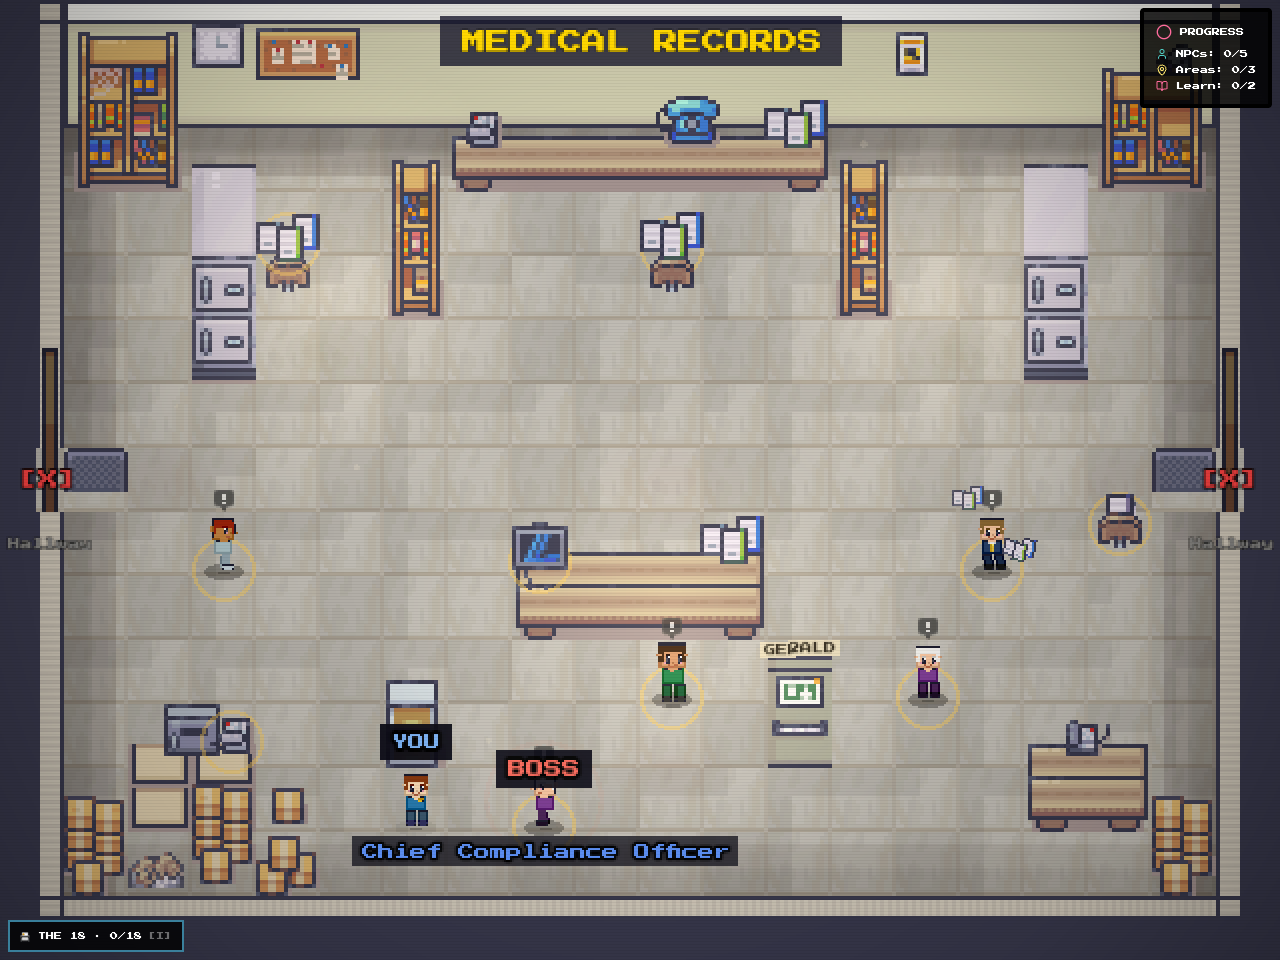 MEDICAL RECORDS
PROGRESS
NPCs: 0/5
Areas: 0/3
Learn: 0/2
[X]
[X]
Hallway
Hallway
!
!
!
!
GERALD
YOU
BOSS
Chief Compliance Officer
THE 18 · 0/18 [I]